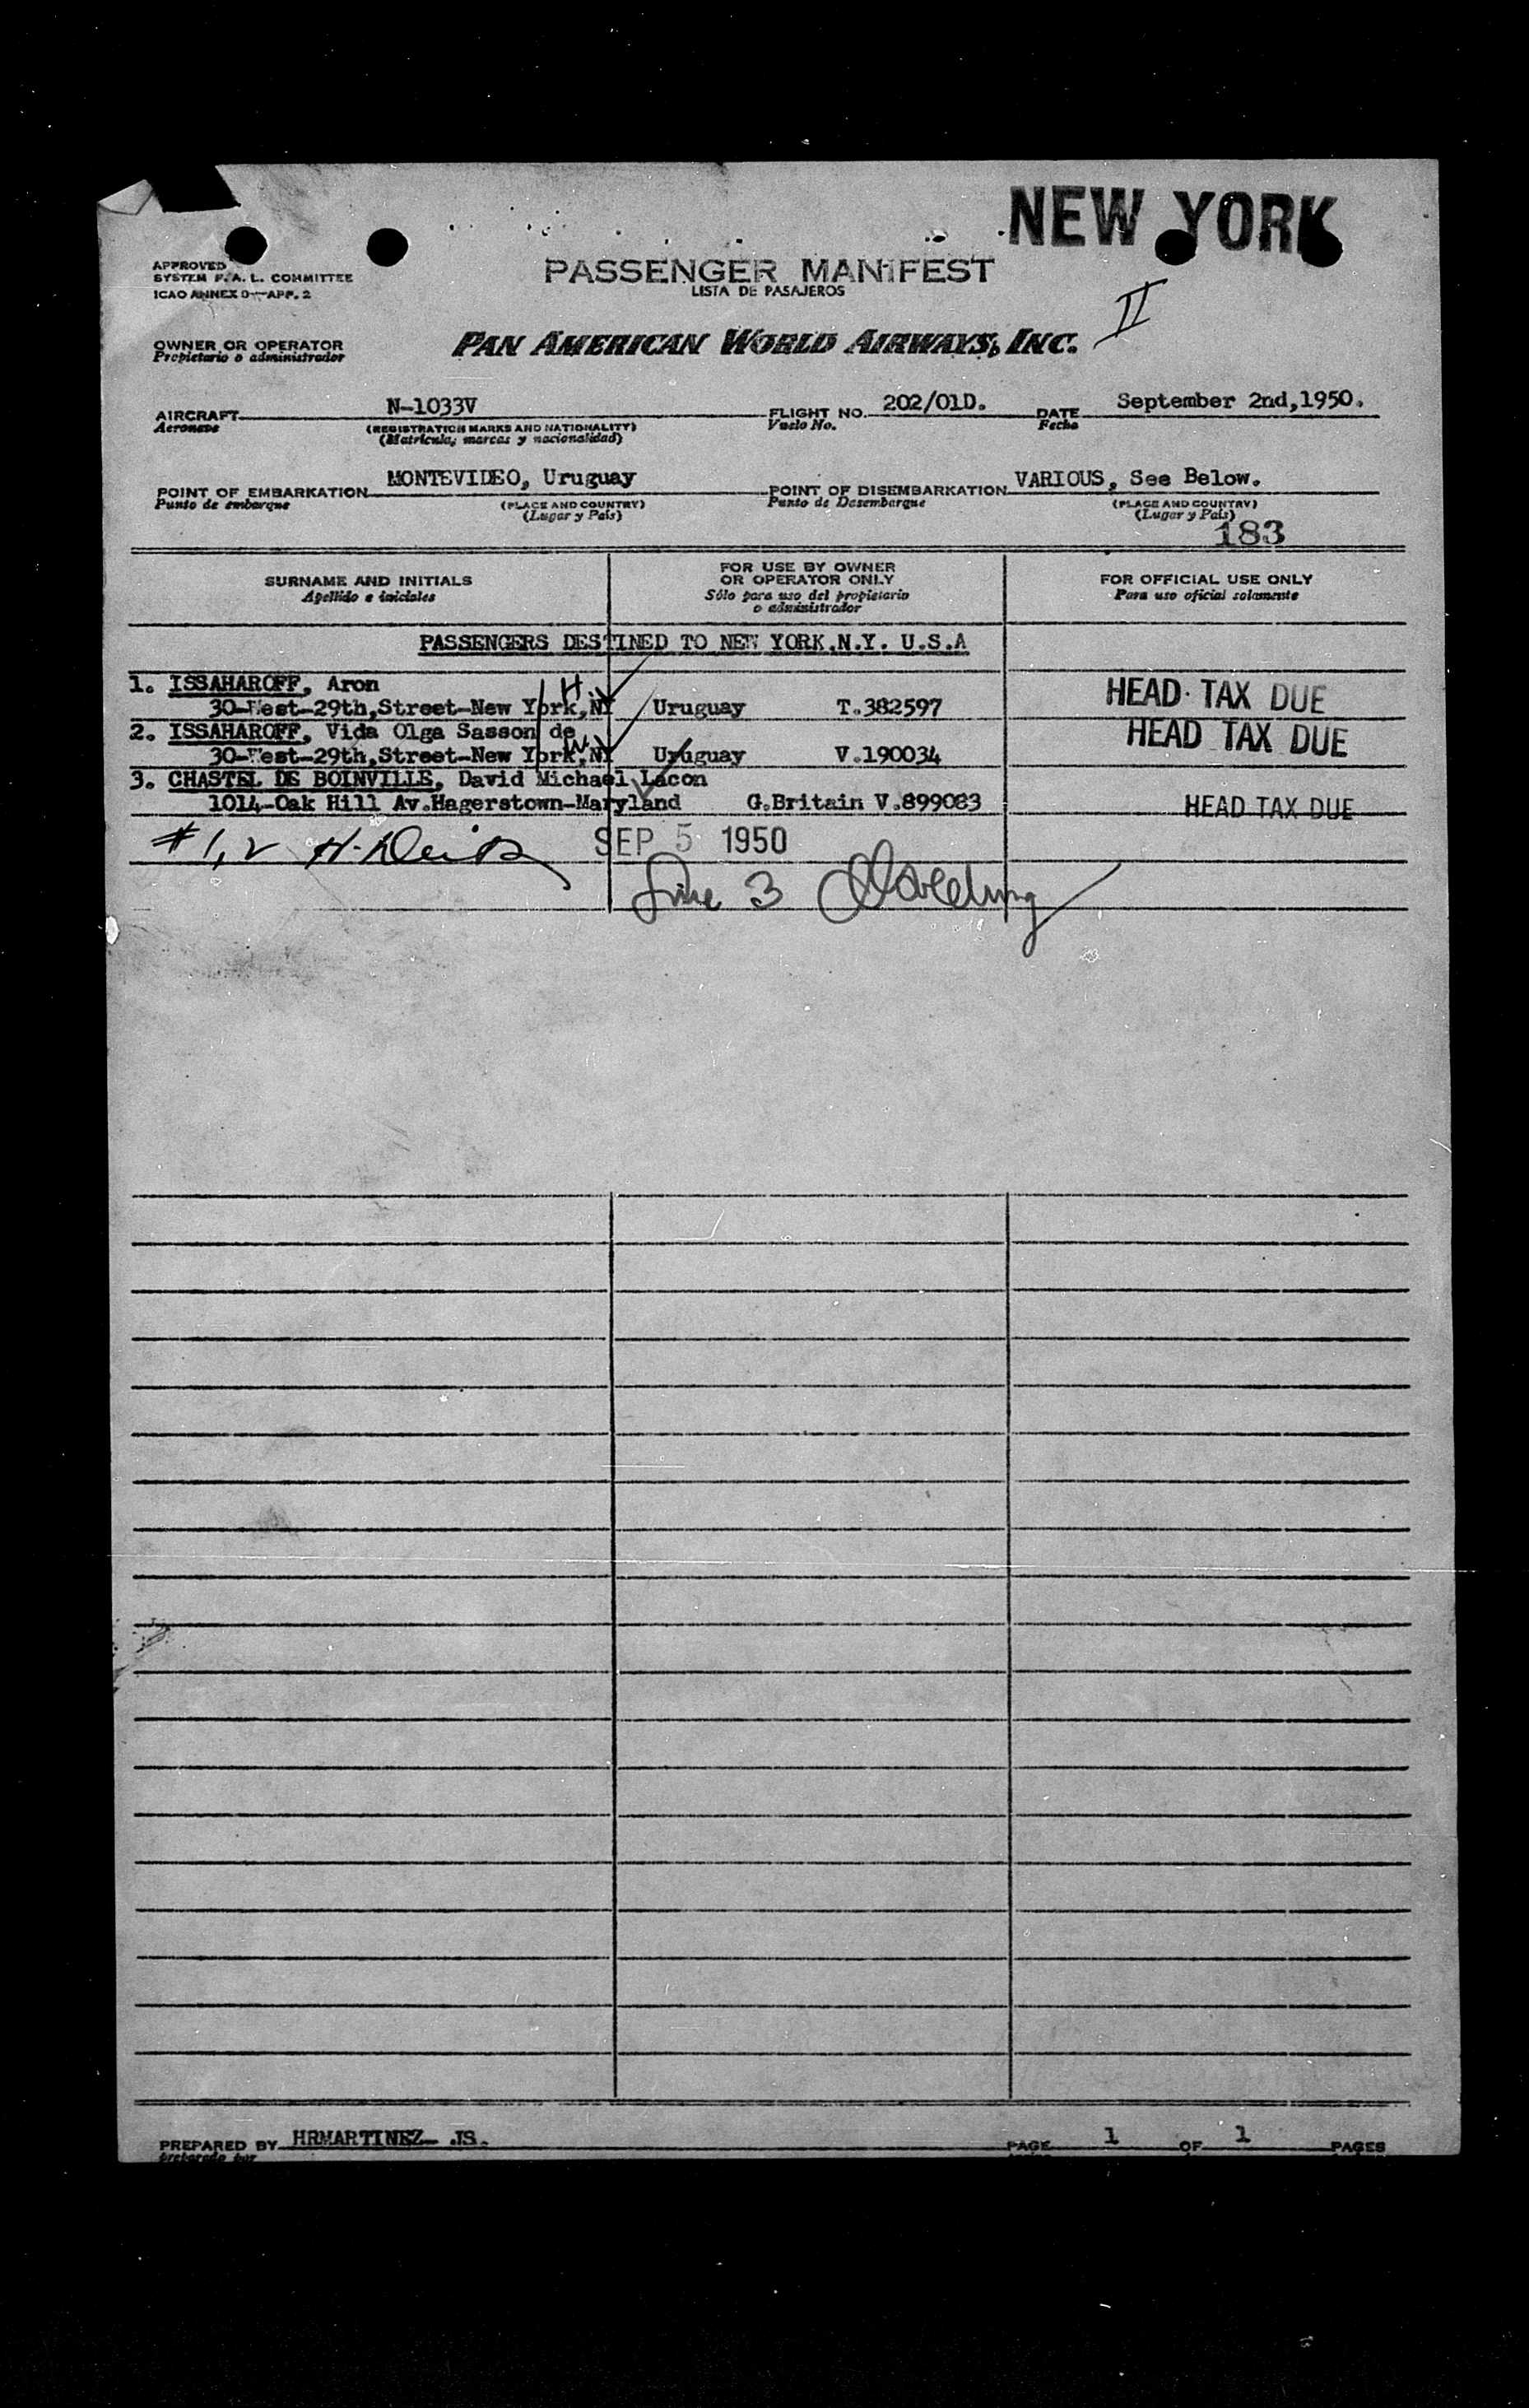 NEW YORK
APPROVED
SYSTEM F.A.L. COMMITTEE
ICAO ANNEX 9—APP. 2
PASSENGER MANIFEST
LISTA DE PASAJEROS
II
OWNER OR OPERATOR
Propietario o administrador
PAN AMERICAN WORLD AIRWAYS, INC.
AIRCRAFT N-1033V FLIGHT NO. 202/01D. DATE September 2nd,1950.
Aeronave (REGISTRATION MARKS AND NATIONALITY) Vuelo No. Fecha
(Matrícula, marcas y nacionalidad)
POINT OF EMBARKATION MONTEVIDEO, Uruguay POINT OF DISEMBARKATION VARIOUS, See Below.
Punto de embarque (PLACE AND COUNTRY) Punto de Desembarque (PLACE AND COUNTRY)
(Lugar y País) (Lugar y País)
183
SURNAME AND INITIALS FOR USE BY OWNER OR OPERATOR ONLY FOR OFFICIAL USE ONLY
Apellido e iniciales Sólo para uso del propietario o administrador Para uso oficial solamente
PASSENGERS DESTINED TO NEW YORK,N.Y. U.S.A
1. ISSAHAROFF, Aron H.
30-West-29th,Street-New York,NY Uruguay T.382597 HEAD TAX DUE
2. ISSAHAROFF, Vida Olga Sasson de
30-West-29th,Street-New York,NY Uruguay V.190034 HEAD TAX DUE
3. CHASTEL DE BOINVILLE, David Michael Lacon
1014-Oak Hill Av.Hagerstown-Maryland G.Britain V.899083 HEAD TAX DUE
#1,2 SEP 5 1950
Line 3
PREPARED BY HRMARTINEZ- JS. PAGE 1 OF 1 PAGES
preparado por